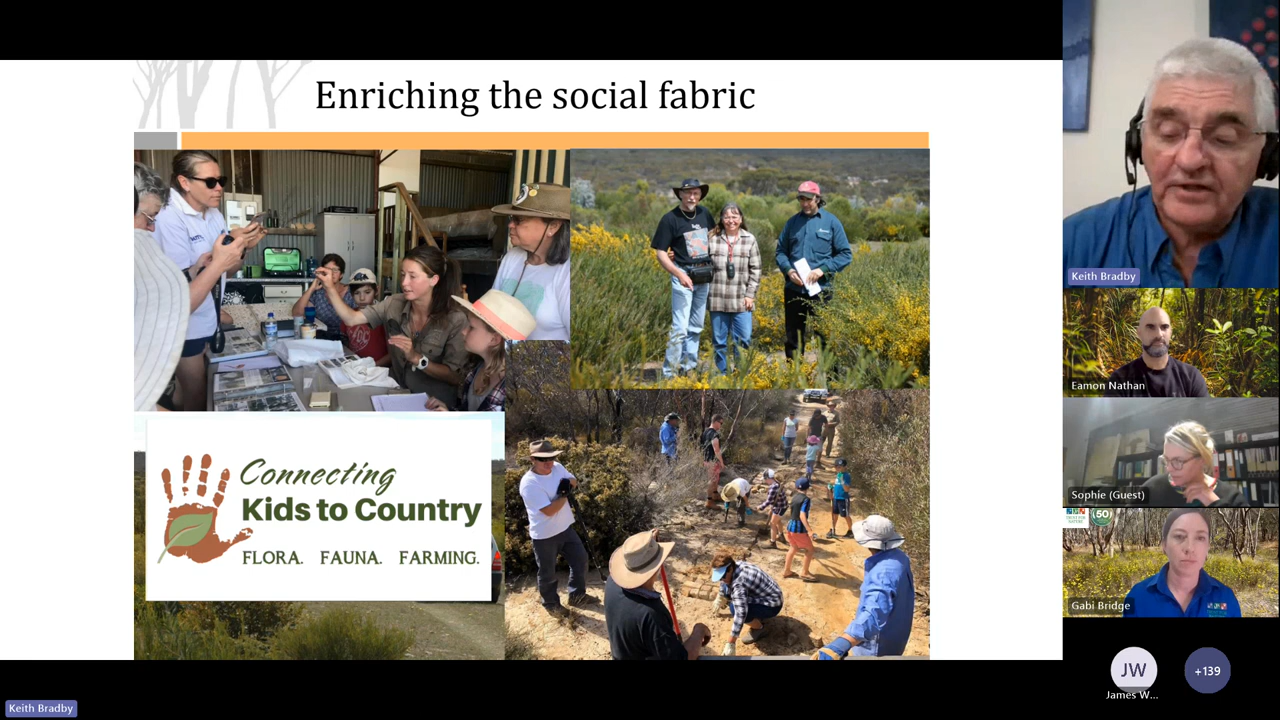 Enriching the social fabric
Connecting
Kids to Country
FLORA. FAUNA. FARMING.
Keith Bradby
Eamon Nathan
Sophie (Guest)
50
Gabi Bridge
JW
James W...
+139
Keith Bradby